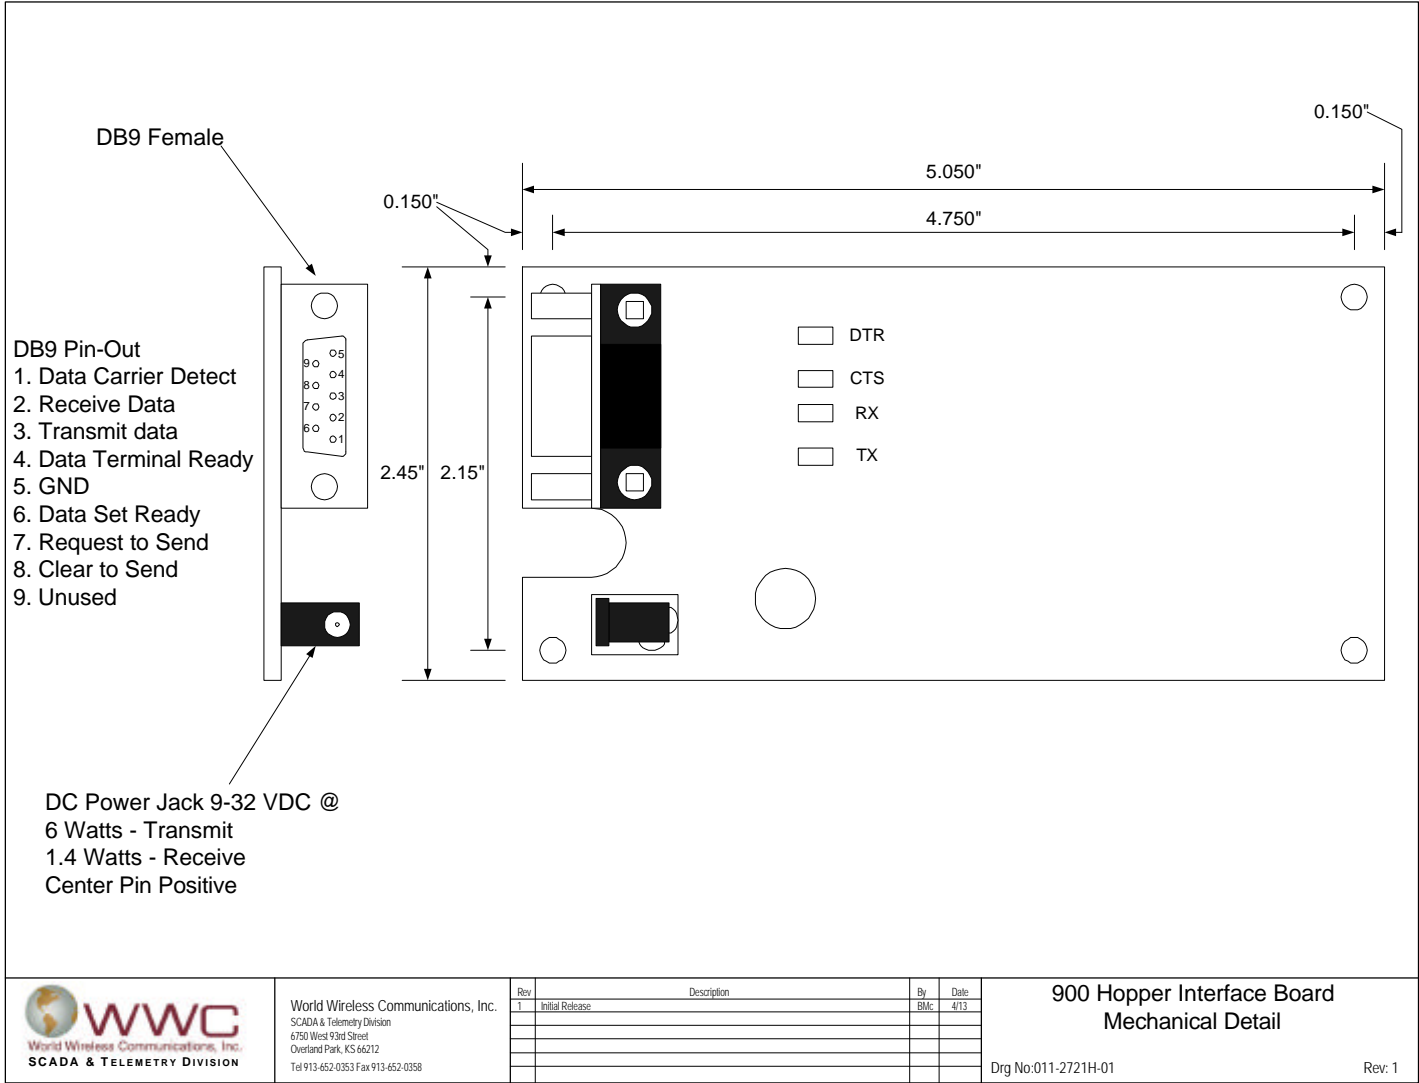 0.150"
DB9 Female
5.050"
0.150"
4.750"
DTR
CTS
RX
TX
2.45"
2.15"
DB9 Pin-Out
1. Data Carrier Detect
2. Receive Data
3. Transmit data
4. Data Terminal Ready
5. GND
6. Data Set Ready
7. Request to Send
8. Clear to Send
9. Unused
5
9
4
8
3
7
2
6
1
DC Power Jack 9-32 VDC @
6 Watts - Transmit
1.4 Watts - Receive
Center Pin Positive
WWC
World Wireless Communications, Inc.
SCADA & TELEMETRY DIVISION
World Wireless Communications, Inc.
SCADA & Telemetry Division
6750 West 93rd Street
Overland Park, KS 66212
Tel 913-652-0353 Fax 913-652-0358
Rev Description By Date
1 Initial Release BMc 4/13
900 Hopper Interface Board
Mechanical Detail
Drg No:011-2721H-01 Rev: 1